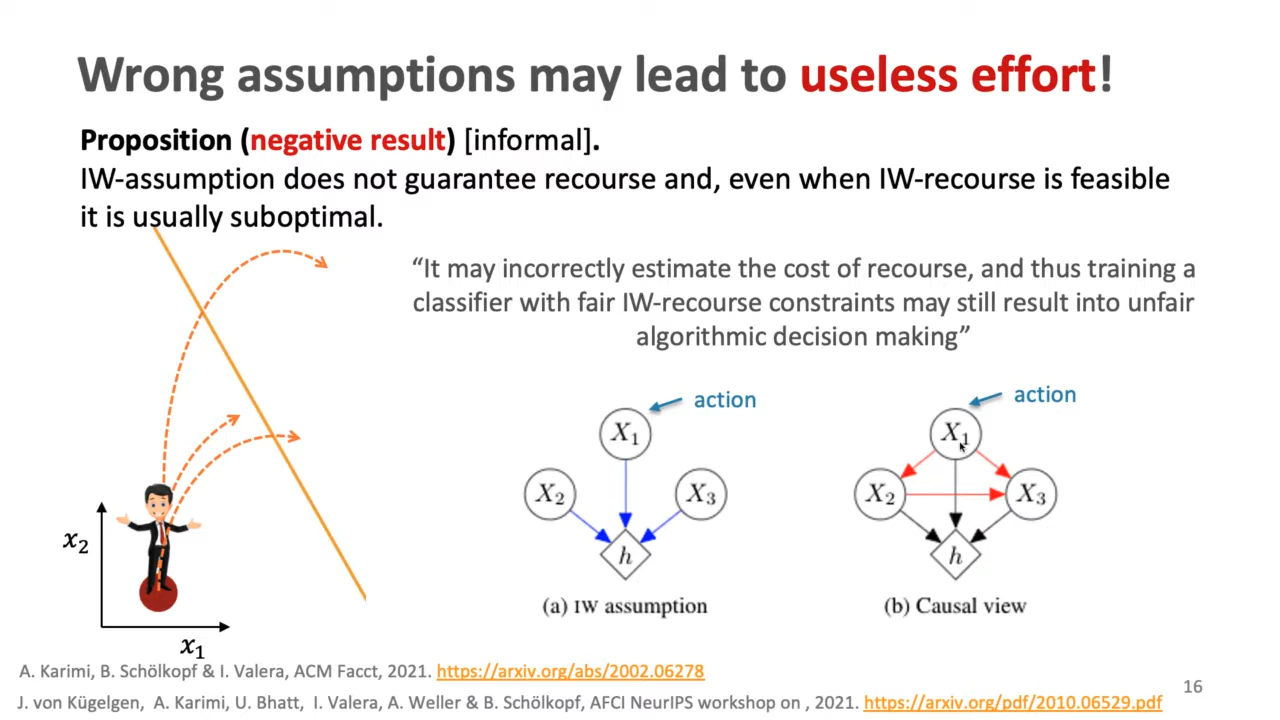 Wrong assumptions may lead to useless effort!
Proposition (negative result) [informal].
IW-assumption does not guarantee recourse and, even when IW-recourse is feasible
it is usually suboptimal.
“It may incorrectly estimate the cost of recourse, and thus training a
classifier with fair IW-recourse constraints may still result into unfair
algorithmic decision making”
x2
x1
action
X1
X2
X3
h
(a) IW assumption
action
X1
X2
X3
h
(b) Causal view
A. Karimi, B. Schölkopf & I. Valera, ACM Facct, 2021. https://arxiv.org/abs/2002.06278
J. von Kügelgen, A. Karimi, U. Bhatt, I. Valera, A. Weller & B. Schölkopf, AFCI NeurIPS workshop on , 2021. https://arxiv.org/pdf/2010.06529.pdf
16